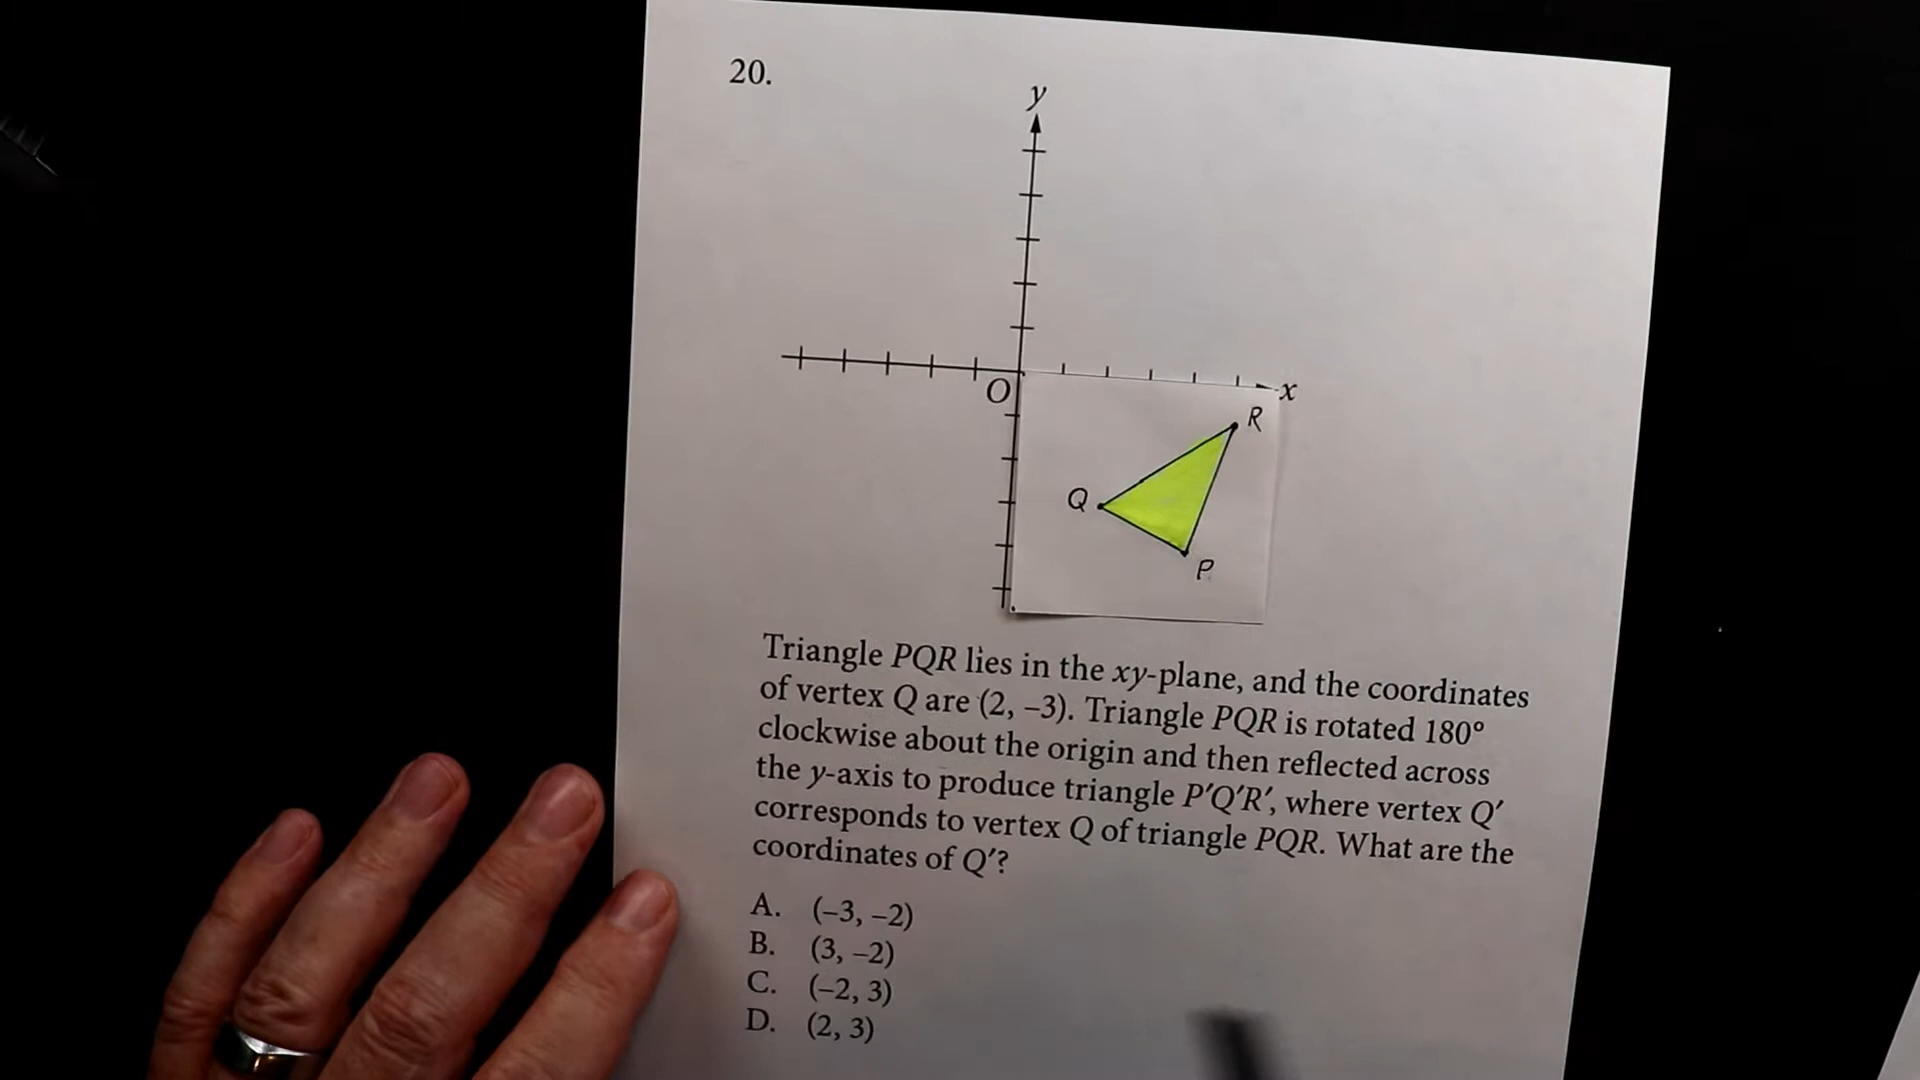 20.
y
O
x
R
Q
P
Triangle PQR lies in the xy-plane, and the coordinates
of vertex Q are (2, –3). Triangle PQR is rotated 180°
clockwise about the origin and then reflected across
the y-axis to produce triangle P′Q′R′, where vertex Q′
corresponds to vertex Q of triangle PQR. What are the
coordinates of Q′?
A. (–3, –2)
B. (3, –2)
C. (–2, 3)
D. (2, 3)